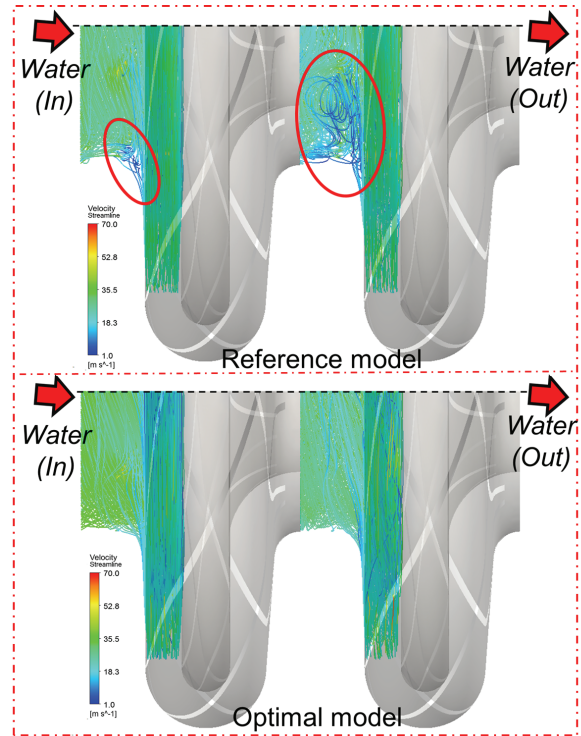 Water
(In)
Water
(Out)
Velocity
Streamline
70.0
52.8
35.5
18.3
1.0
[m s^-1]
Reference model
Water
(In)
Water
(Out)
Velocity
Streamline
70.0
52.8
35.5
18.3
1.0
[m s^-1]
Optimal model